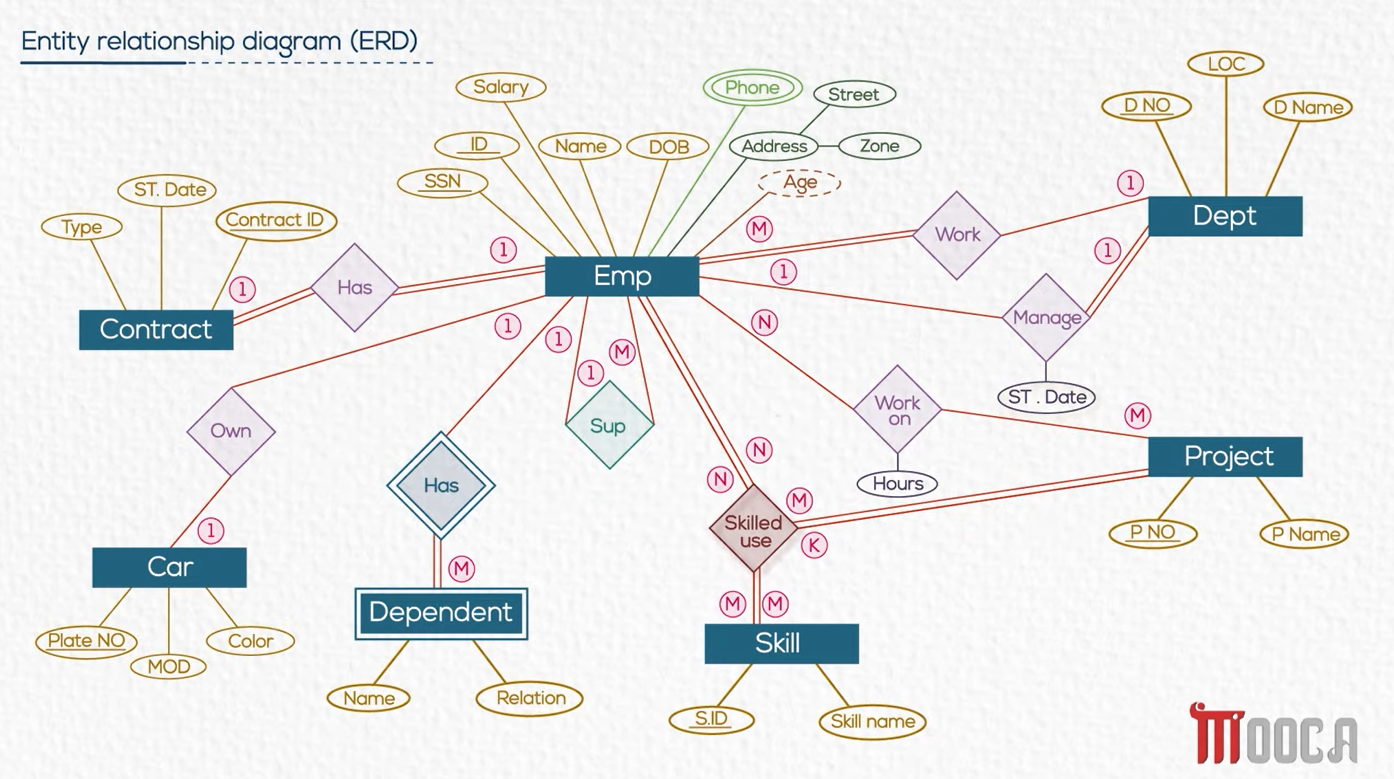 Entity relationship diagram (ERD)
LOC
D NO
D Name
Salary
Phone
Street
ID
Name
DOB
Address
Zone
SSN
Age
ST. Date
Type
Contract ID
1
Dept
M
Work
1
1
1
Emp
1
Has
Manage
Contract
1
1
N
M
1
ST . Date
Own
Sup
Work
on
M
Has
N
Project
N
Hours
M
Skilled
use
K
P NO
P Name
1
Car
M
Dependent
M
M
Skill
Plate NO
MOD
Color
Name
Relation
S.ID
Skill name
MOOCA